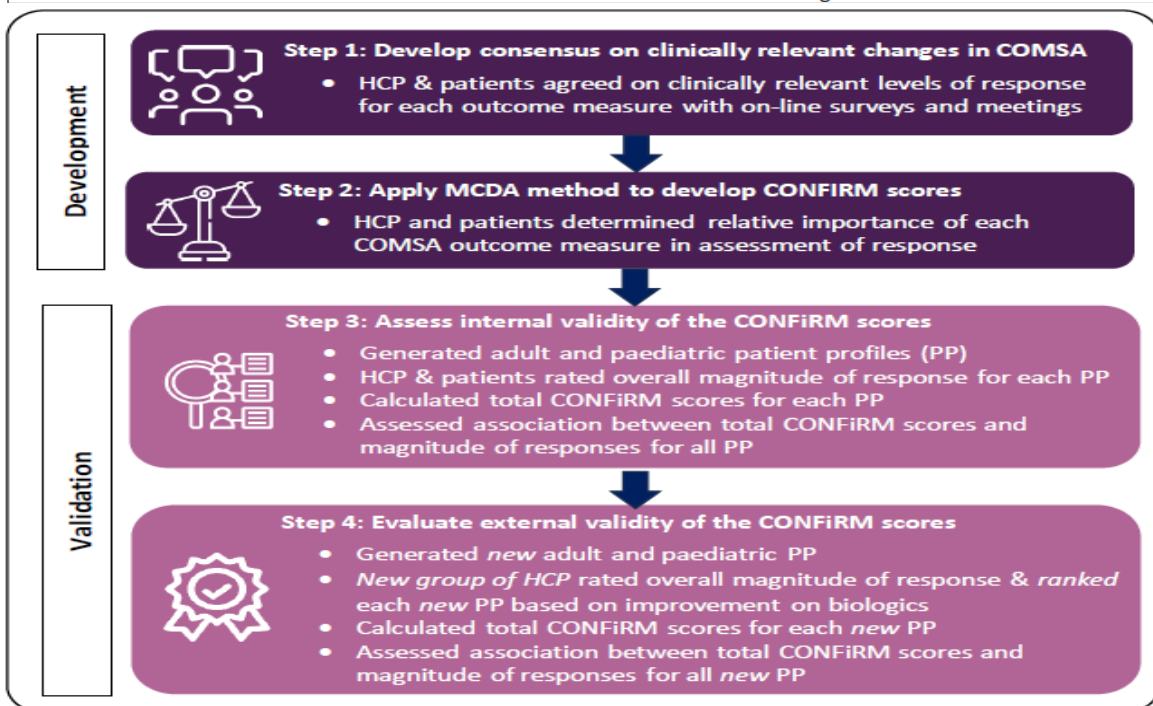 Development
Step 1: Develop consensus on clinically relevant changes in COMSA
• HCP & patients agreed on clinically relevant levels of response
for each outcome measure with on-line surveys and meetings
Step 2: Apply MCDA method to develop CONFIRM scores
• HCP and patients determined relative importance of each
COMSA outcome measure in assessment of response
Validation
Step 3: Assess internal validity of the CONFiRM scores
• Generated adult and paediatric patient profiles (PP)
• HCP & patients rated overall magnitude of response for each PP
• Calculated total CONFiRM scores for each PP
• Assessed association between total CONFiRM scores and
magnitude of responses for all PP
Step 4: Evaluate external validity of the CONFiRM scores
• Generated new adult and paediatric PP
• New group of HCP rated overall magnitude of response & ranked
each new PP based on improvement on biologics
• Calculated total CONFiRM scores for each new PP
• Assessed association between total CONFiRM scores and
magnitude of responses for all new PP